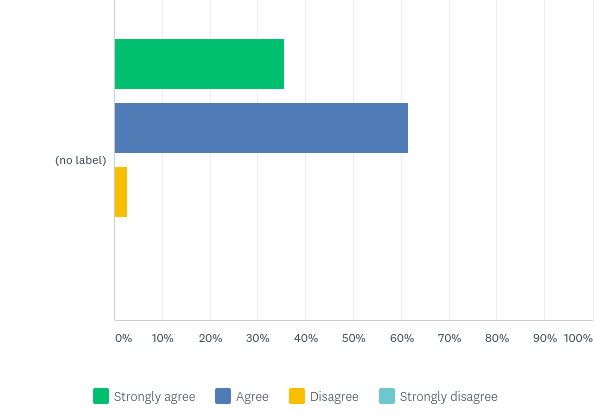 (no label)
0% 10% 20% 30% 40% 50% 60% 70% 80% 90% 100%
Strongly agree Agree Disagree Strongly disagree